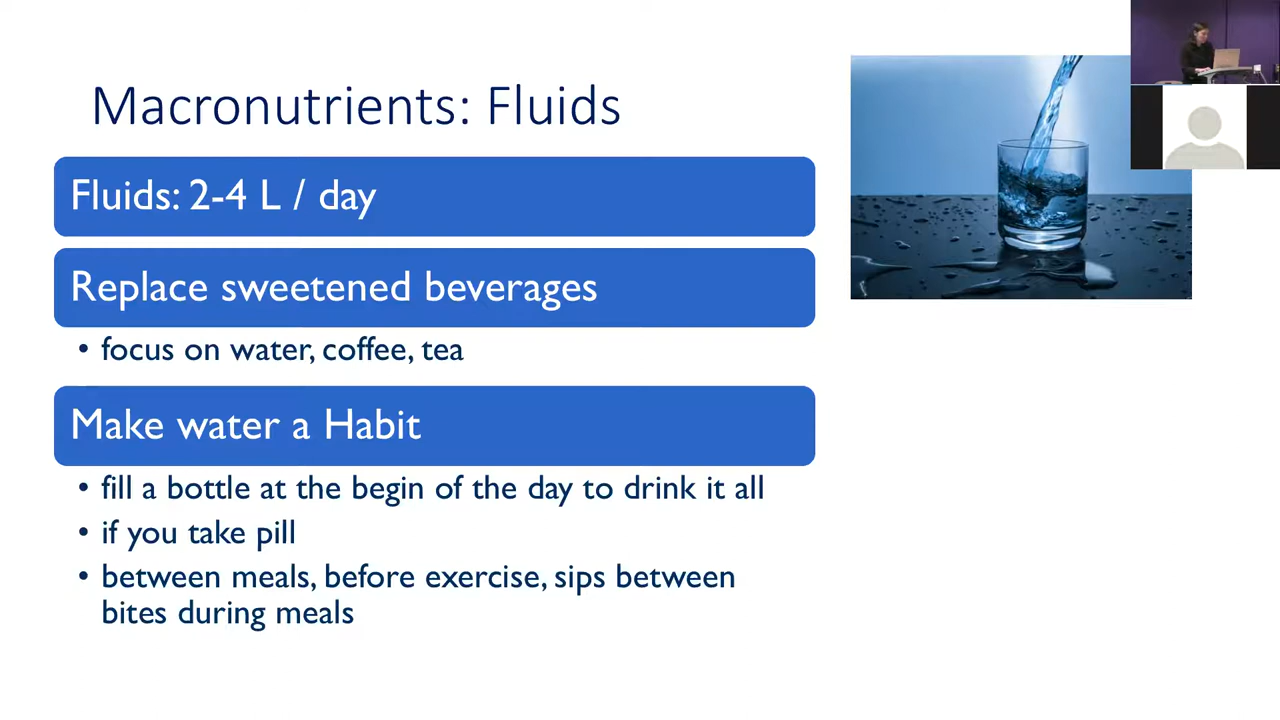 Macronutrients: Fluids
Fluids: 2-4 L / day
Replace sweetened beverages
• focus on water, coffee, tea
Make water a Habit
• fill a bottle at the begin of the day to drink it all
• if you take pill
• between meals, before exercise, sips between
bites during meals